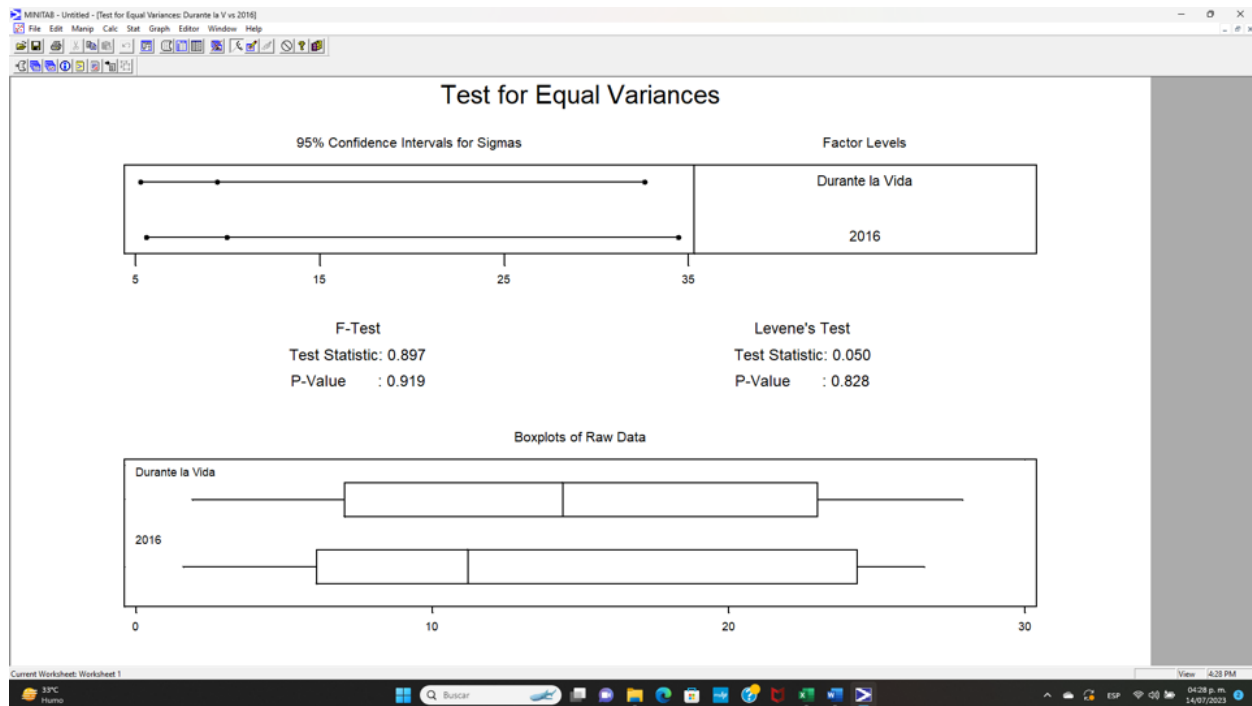 MINITAB - Untitled - [Test for Equal Variances: Durante la V vs 2016]
File Edit Manip Calc Stat Graph Editor Window Help
Test for Equal Variances
95% Confidence Intervals for Sigmas
Factor Levels
Durante la Vida
2016
5 15 25 35
F-Test
Test Statistic: 0.897
P-Value : 0.919
Levene's Test
Test Statistic: 0.050
P-Value : 0.828
Boxplots of Raw Data
Durante la Vida
2016
0 10 20 30
Current Worksheet: Worksheet 1
View 4:28 PM
33°C
Humo
Buscar
ESP
04:28 p. m.
14/07/2023
2